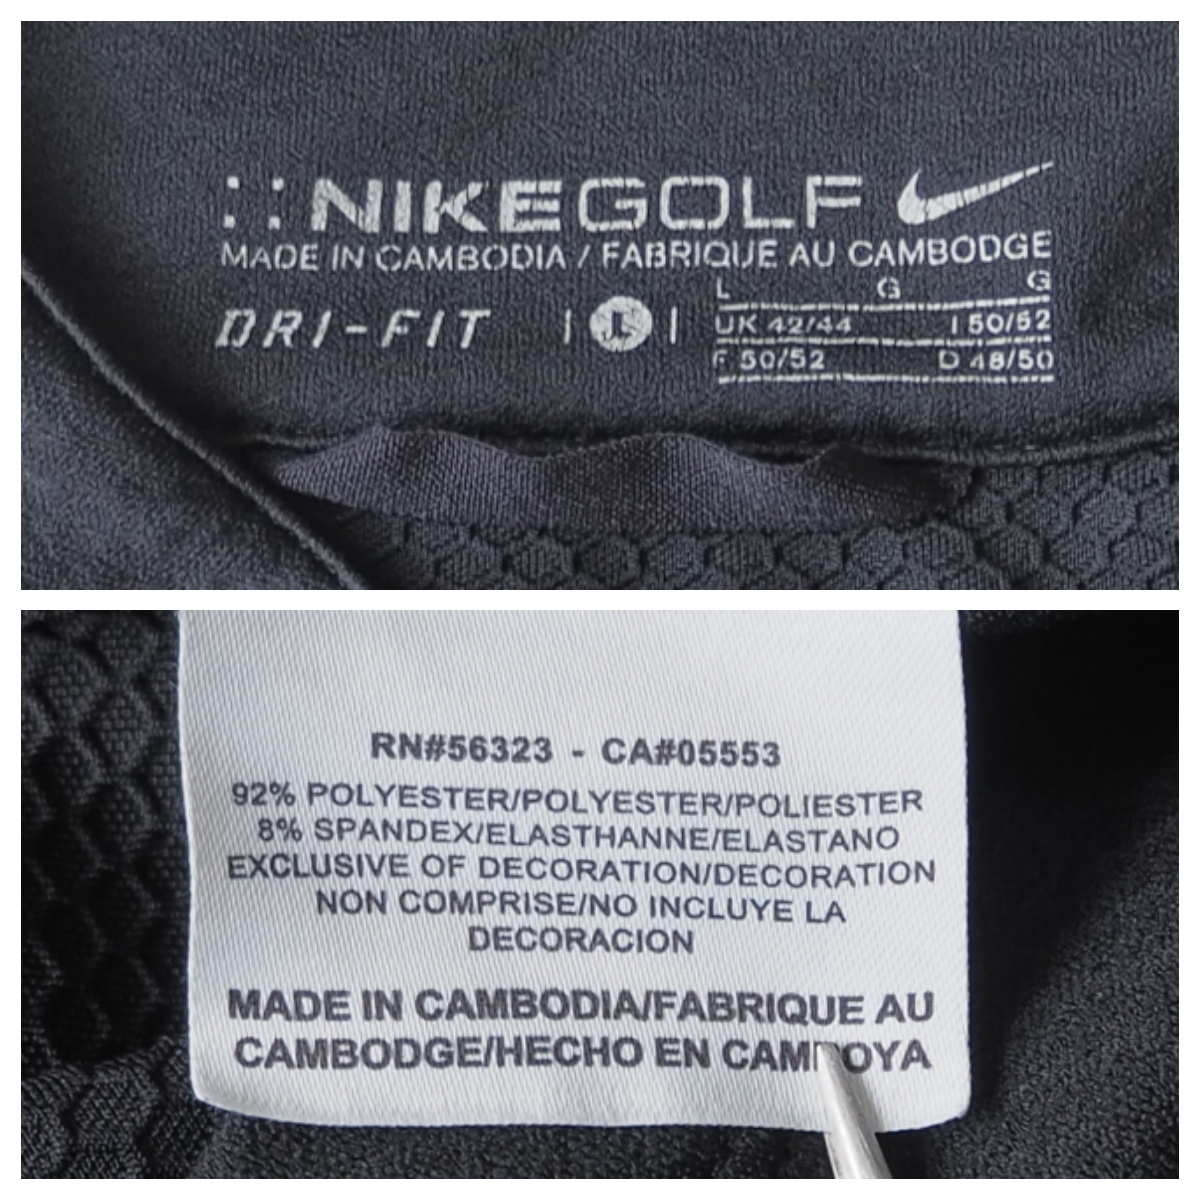 NIKEGOLF
MADE IN CAMBODIA / FABRIQUE AU CAMBODGE
DRI-FIT | L |
L G G
UK 42/44 I 50/52
F 50/52 D 48/50
RN#56323 - CA#05553
92% POLYESTER/POLYESTER/POLIESTER
8% SPANDEX/ELASTHANNE/ELASTANO
EXCLUSIVE OF DECORATION/DECORATION
NON COMPRISE/NO INCLUYE LA
DECORACION
MADE IN CAMBODIA/FABRIQUE AU
CAMBODGE/HECHO EN CAMBOYA